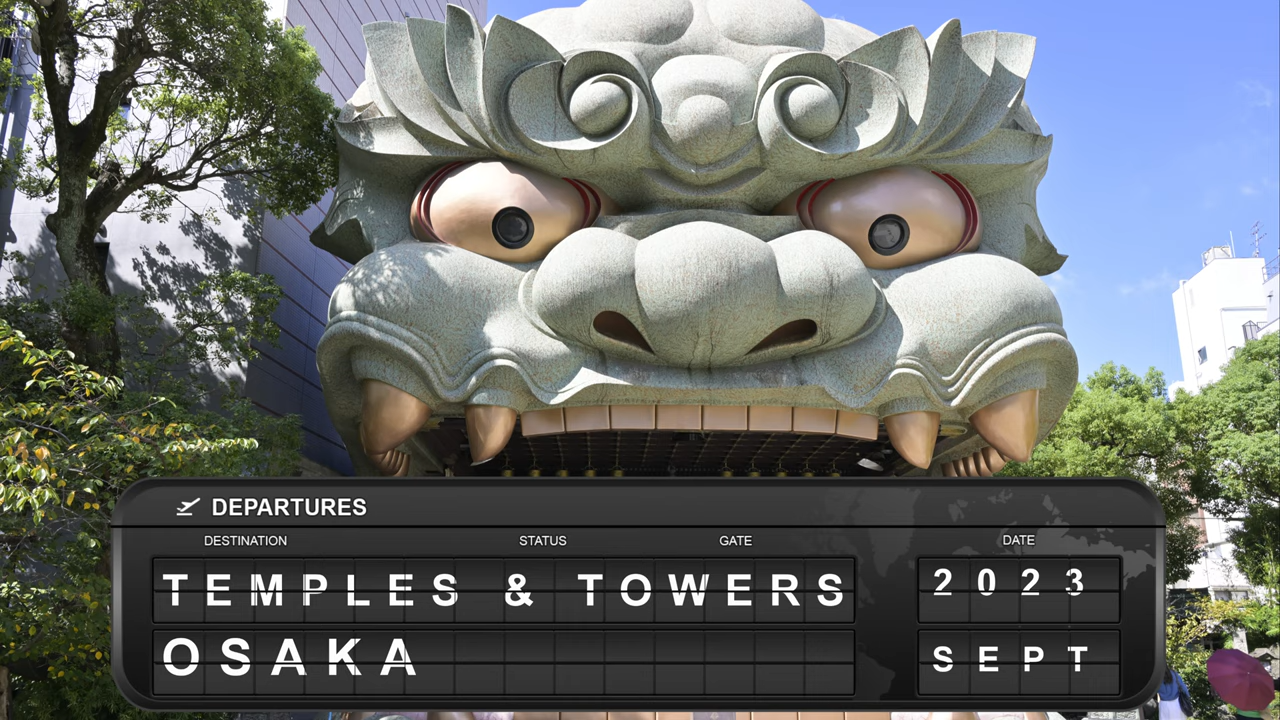 DEPARTURES
DESTINATION STATUS GATE DATE
TEMPLES & TOWERS 2023
OSAKA SEPT